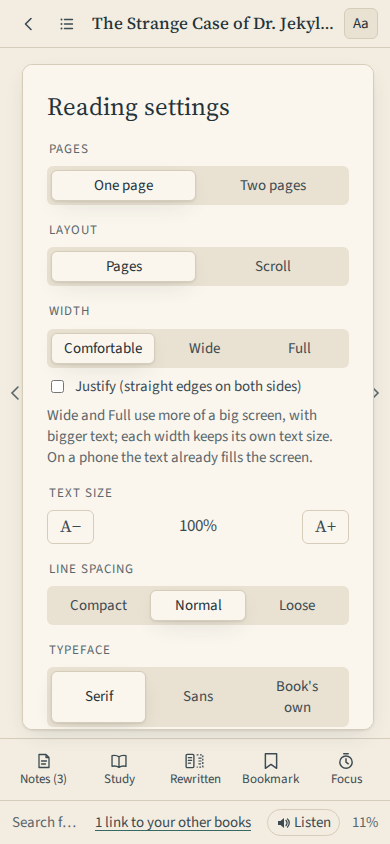 The Strange Case of Dr. Jekyl...
Aa
Reading settings
PAGES
One page
Two pages
LAYOUT
Pages
Scroll
WIDTH
Comfortable
Wide
Full
Justify (straight edges on both sides)
Wide and Full use more of a big screen, with
bigger text; each width keeps its own text size.
On a phone the text already fills the screen.
TEXT SIZE
A−
100%
A+
LINE SPACING
Compact
Normal
Loose
TYPEFACE
Serif
Sans
Book's
own
Notes (3)
Study
Rewritten
Bookmark
Focus
Search f...
1 link to your other books
Listen
11%